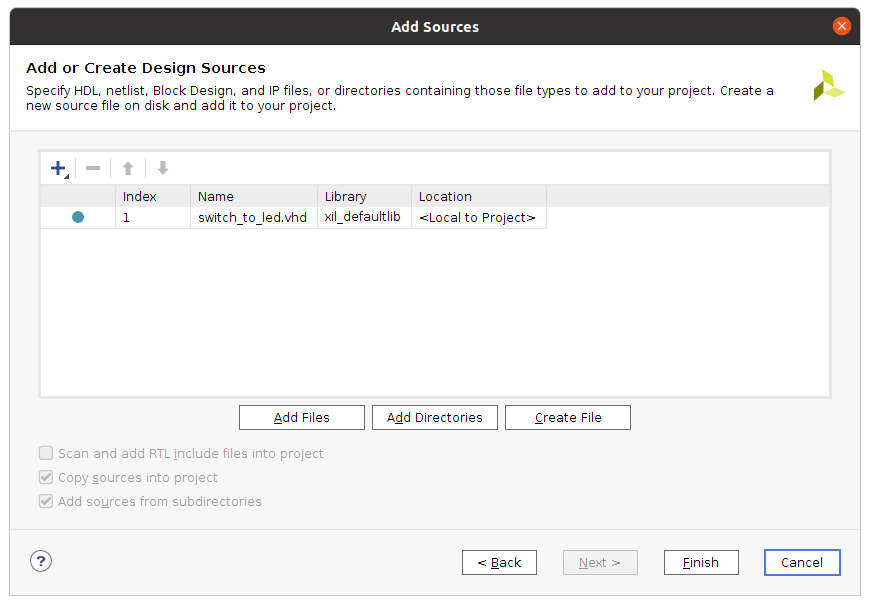 Add Sources
Add or Create Design Sources
Specify HDL, netlist, Block Design, and IP files, or directories containing those file types to add to your project. Create a
new source file on disk and add it to your project.
Index Name Library Location
1 switch_to_led.vhd xil_defaultlib <Local to Project>
Add Files Add Directories Create File
Scan and add RTL include files into project
Copy sources into project
Add sources from subdirectories
? < Back Next > Finish Cancel